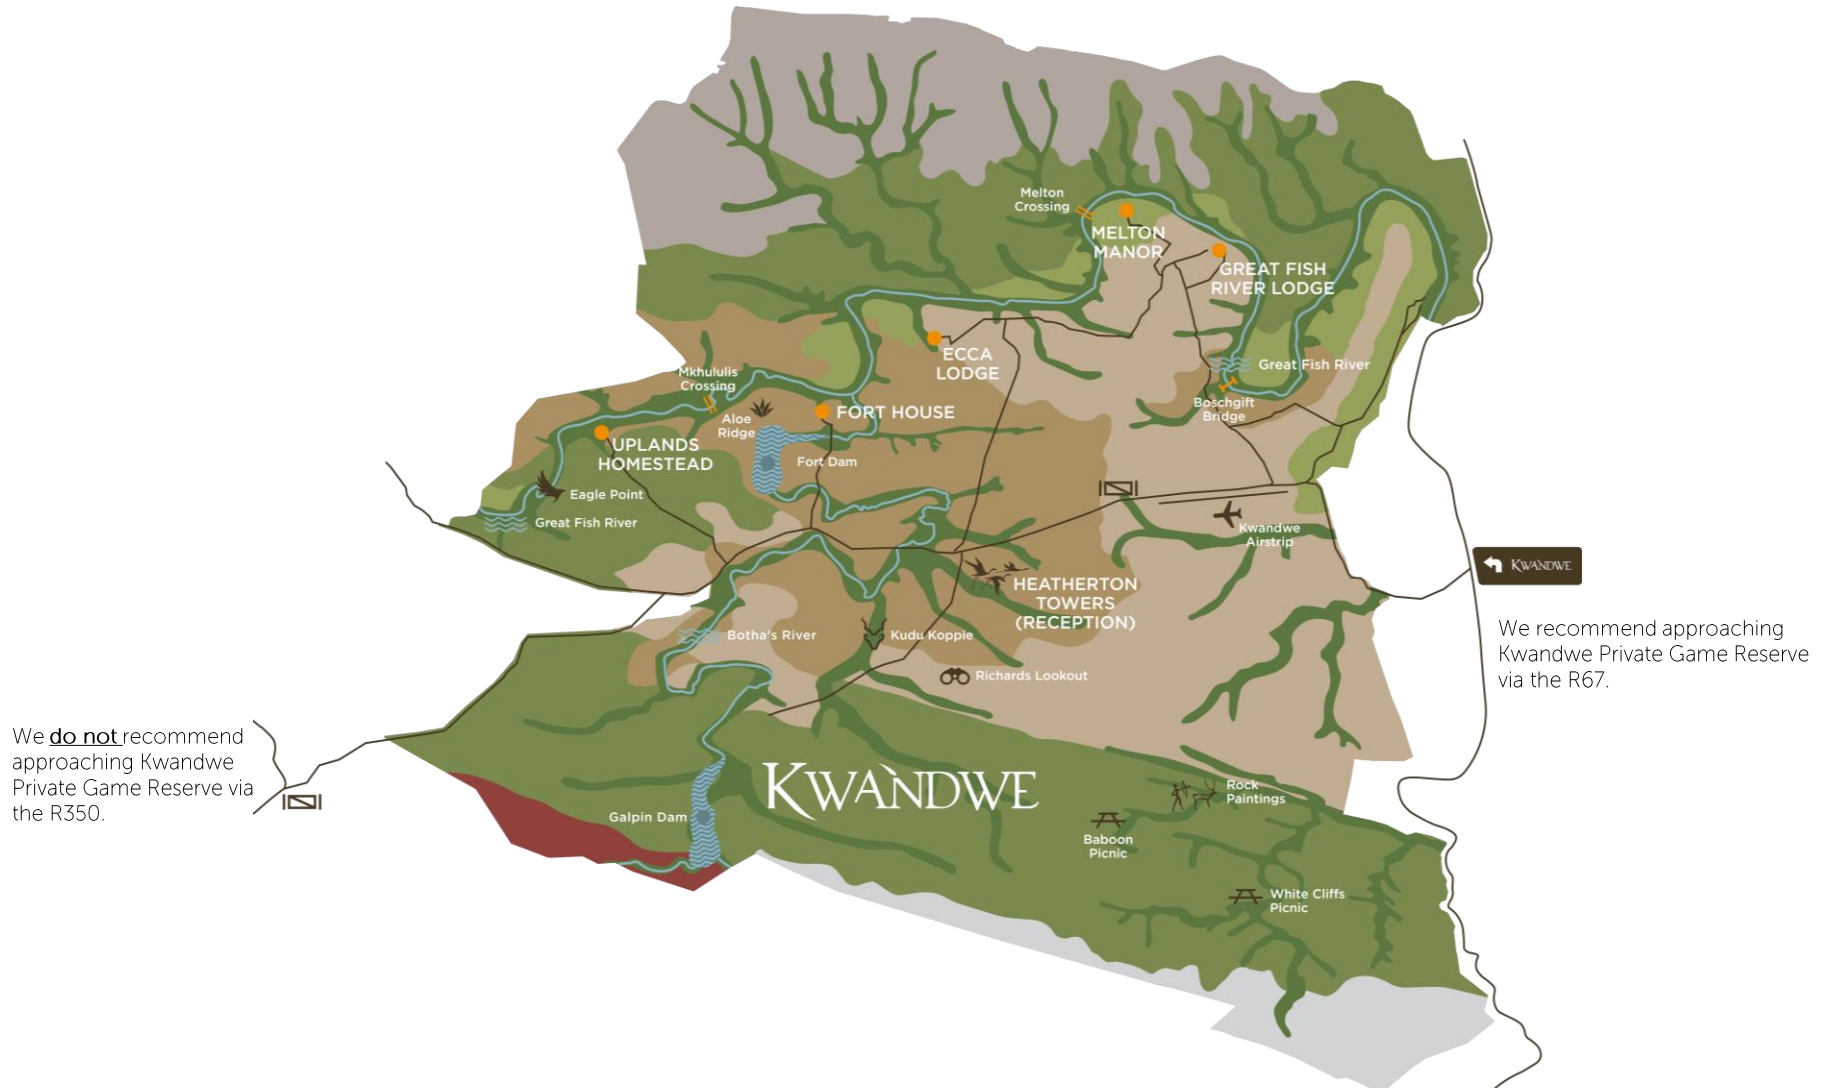 Melton
Crossing
MELTON
MANOR
GREAT FISH
RIVER LODGE
ECCA
LODGE
Great Fish River
Mkhululis
Crossing
Boschgift
Bridge
Aloe
Ridge
FORT HOUSE
UPLANDS
HOMESTEAD
Fort Dam
Eagle Point
Great Fish River
Kwandwe
Airstrip
KWANDWE
HEATHERTON
TOWERS
(RECEPTION)
Botha's River
Kudu Koppie
Richards Lookout
We recommend approaching
Kwandwe Private Game Reserve
via the R67.
We do not recommend
approaching Kwandwe
Private Game Reserve via
the R350.
KWANDWE
Rock
Paintings
Galpin Dam
Baboon
Picnic
White Cliffs
Picnic